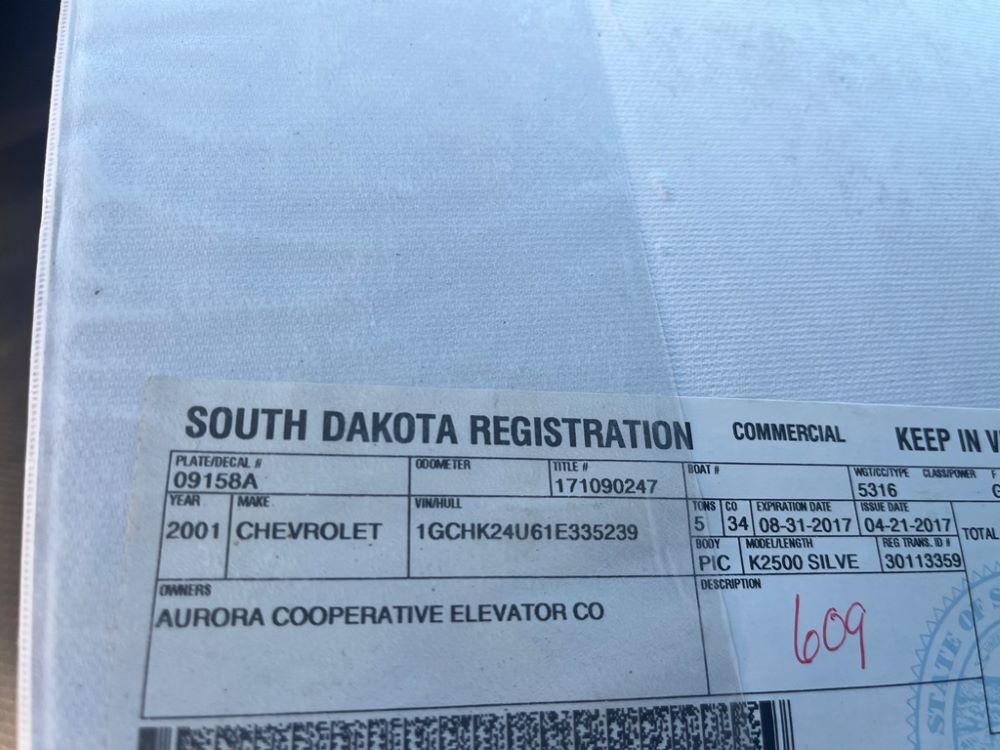 SOUTH DAKOTA REGISTRATION COMMERCIAL KEEP IN
PLATE/DECAL # ODOMETER TITLE # BOAT # WGT/CC/TYPE CLASS/POWER F
09158A 171090247 5316
YEAR MAKE VIN/HULL TONS CO EXPIRATION DATE ISSUE DATE
2001 CHEVROLET 1GCHK24U61E335239 5 34 08-31-2017 04-21-2017 TOTAL
BODY MODEL/LENGTH REG TRANS. ID #
PIC K2500 SILVE 30113359
OWNERS DESCRIPTION
AURORA COOPERATIVE ELEVATOR CO
609
STATE OF